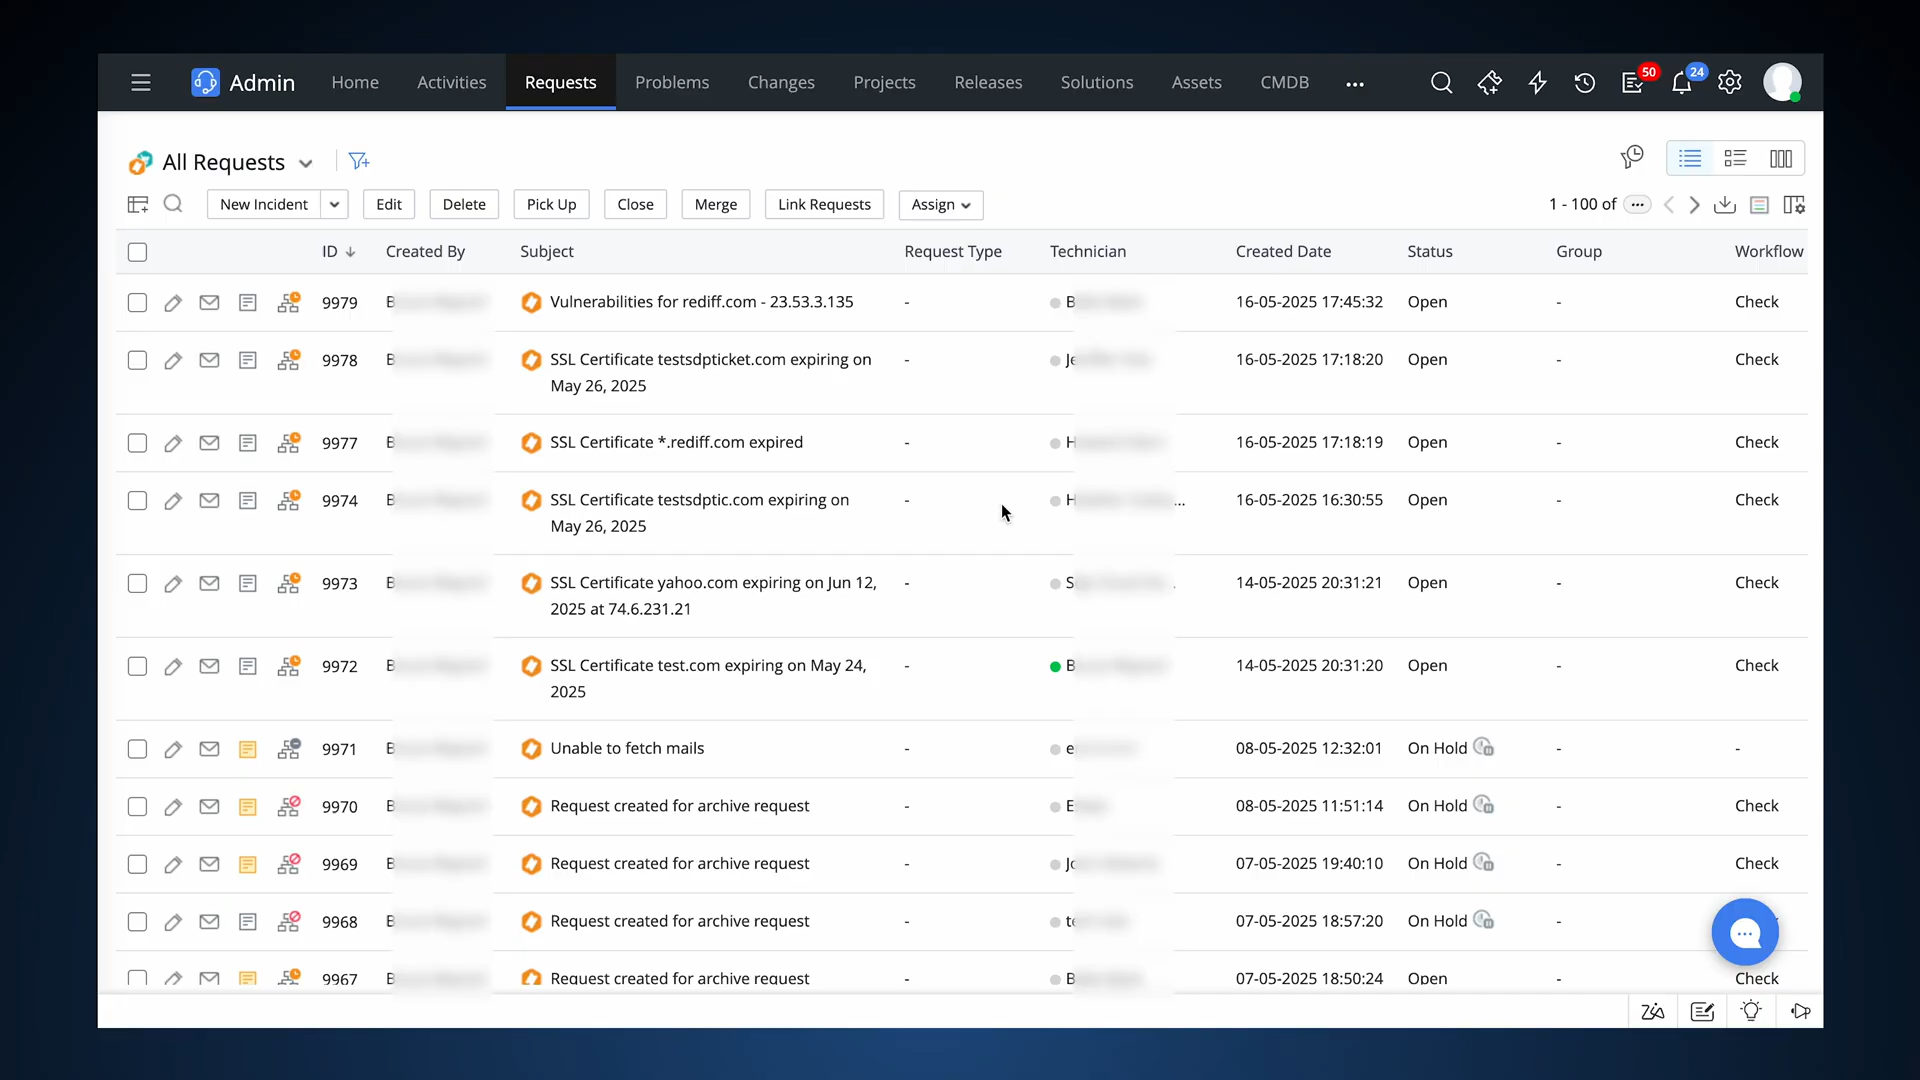 Admin Home Activities Requests Problems Changes Projects Releases Solutions Assets CMDB ... 50 24
All Requests
New Incident Edit Delete Pick Up Close Merge Link Requests Assign 1 - 100 of ...
ID Created By Subject Request Type Technician Created Date Status Group Workflow
9979 B Vulnerabilities for rediff.com - 23.53.3.135 - B 16-05-2025 17:45:32 Open - Check
9978 B SSL Certificate testsdpticket.com expiring on - Je 16-05-2025 17:18:20 Open - Check
May 26, 2025
9977 B SSL Certificate *.rediff.com expired - H 16-05-2025 17:18:19 Open - Check
9974 B SSL Certificate testsdptic.com expiring on - H ... 16-05-2025 16:30:55 Open - Check
May 26, 2025
9973 B SSL Certificate yahoo.com expiring on Jun 12, - S 14-05-2025 20:31:21 Open - Check
2025 at 74.6.231.21
9972 B SSL Certificate test.com expiring on May 24, - B 14-05-2025 20:31:20 Open - Check
2025
9971 B Unable to fetch mails - e 08-05-2025 12:32:01 On Hold - -
9970 B Request created for archive request - E 08-05-2025 11:51:14 On Hold - Check
9969 B Request created for archive request - Jo 07-05-2025 19:40:10 On Hold - Check
9968 B Request created for archive request - te 07-05-2025 18:57:20 On Hold -
9967 B Request created for archive request - B 07-05-2025 18:50:24 Open - Check